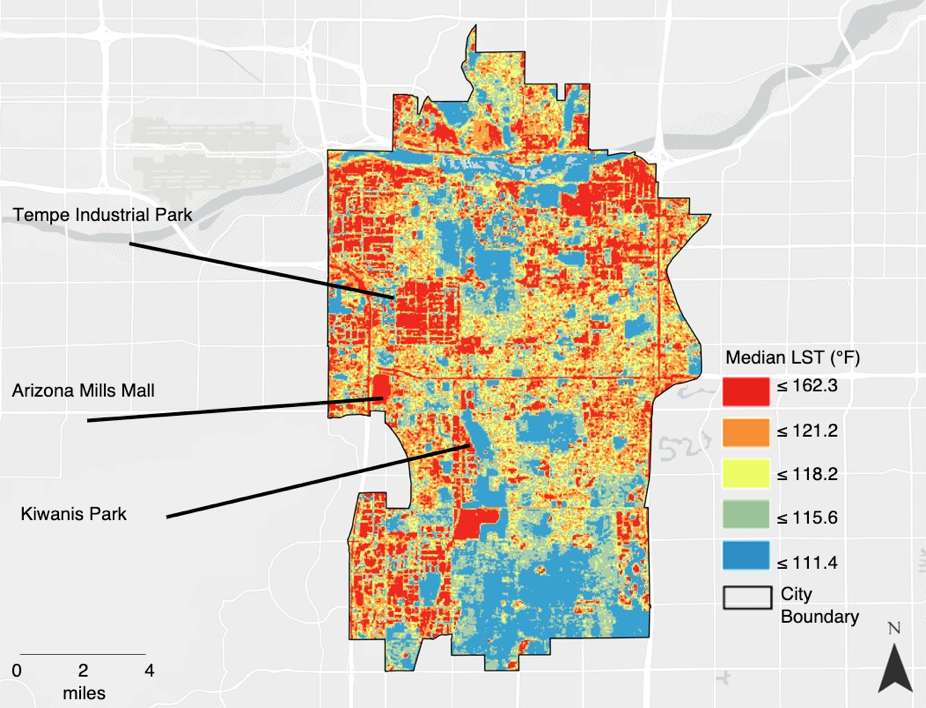 Tempe Industrial Park
Arizona Mills Mall
Kiwanis Park
Median LST (°F)
≤ 162.3
≤ 121.2
≤ 118.2
≤ 115.6
≤ 111.4
City
Boundary
N
0 2 4
miles